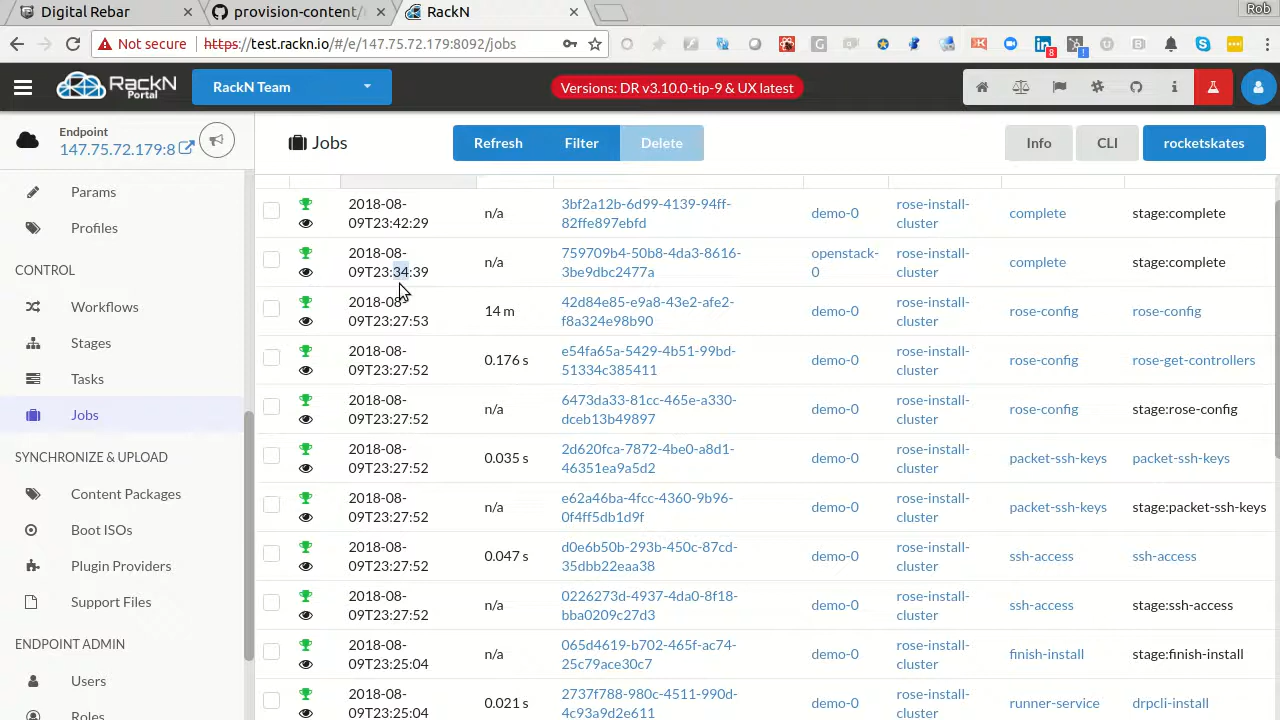 Digital Rebar
provision-content/
RackN
Rob
Not secure
https://test.rackn.io/#/e/147.75.72.179:8092/jobs
8
RackN Portal
RackN Team
Versions: DR v3.10.0-tip-9 & UX latest
Endpoint
147.75.72.179:8
Jobs
Refresh
Filter
Delete
Info
CLI
rocketskates
Params
Profiles
CONTROL
Workflows
Stages
Tasks
Jobs
SYNCHRONIZE & UPLOAD
Content Packages
Boot ISOs
Plugin Providers
Support Files
ENDPOINT ADMIN
Users
Roles
2018-08-
09T23:42:29
n/a
3bf2a12b-6d99-4139-94ff-
82ffe897ebfd
demo-0
rose-install-
cluster
complete
stage:complete
2018-08-
09T23:34:39
n/a
759709b4-50b8-4da3-8616-
3be9dbc2477a
openstack-
0
rose-install-
cluster
complete
stage:complete
2018-08-
09T23:27:53
14 m
42d84e85-e9a8-43e2-afe2-
f8a324e98b90
demo-0
rose-install-
cluster
rose-config
rose-config
2018-08-
09T23:27:52
0.176 s
e54fa65a-5429-4b51-99bd-
51334c385411
demo-0
rose-install-
cluster
rose-config
rose-get-controllers
2018-08-
09T23:27:52
n/a
6473da33-81cc-465e-a330-
dceb13b49897
demo-0
rose-install-
cluster
rose-config
stage:rose-config
2018-08-
09T23:27:52
0.035 s
2d620fca-7872-4be0-a8d1-
46351ea9a5d2
demo-0
rose-install-
cluster
packet-ssh-keys
packet-ssh-keys
2018-08-
09T23:27:52
n/a
e62a46ba-4fcc-4360-9b96-
0f4ff5db1d9f
demo-0
rose-install-
cluster
packet-ssh-keys
stage:packet-ssh-keys
2018-08-
09T23:27:52
0.047 s
d0e6b50b-293b-450c-87cd-
35dbb22eaa38
demo-0
rose-install-
cluster
ssh-access
ssh-access
2018-08-
09T23:27:52
n/a
0226273d-4937-4da0-8f18-
bba0209c27d3
demo-0
rose-install-
cluster
ssh-access
stage:ssh-access
2018-08-
09T23:25:04
n/a
065d4619-b702-465f-ac74-
25c79ace30c7
demo-0
rose-install-
cluster
finish-install
stage:finish-install
2018-08-
09T23:25:04
0.021 s
2737f788-980c-4511-990d-
4c93a9d2e611
demo-0
rose-install-
cluster
runner-service
drpcli-install